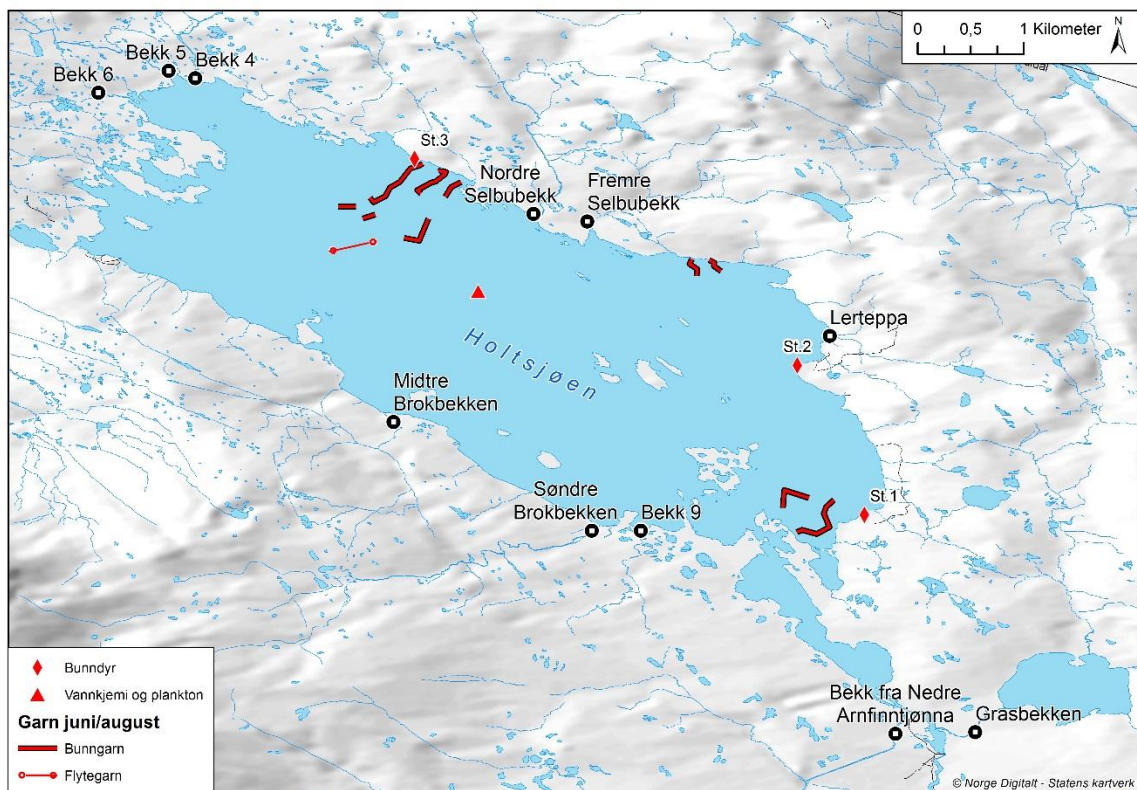 0 0,5 1 Kilometer
N
Bekk 5
Bekk 4
Bekk 6
St.3
Nordre
Selbubekk
Fremre
Selbubekk
Lerteppa
St.2
Holtsjøen
Midtre
Brokbekken
Søndre
Brokbekken
Bekk 9
St.1
Bekk fra Nedre
Arnfinntjønna
Grasbekken
Bunndyr
Vannkjemi og plankton
Garn juni/august
Bunngarn
Flytegarn
© Norge Digitalt - Statens kartverk